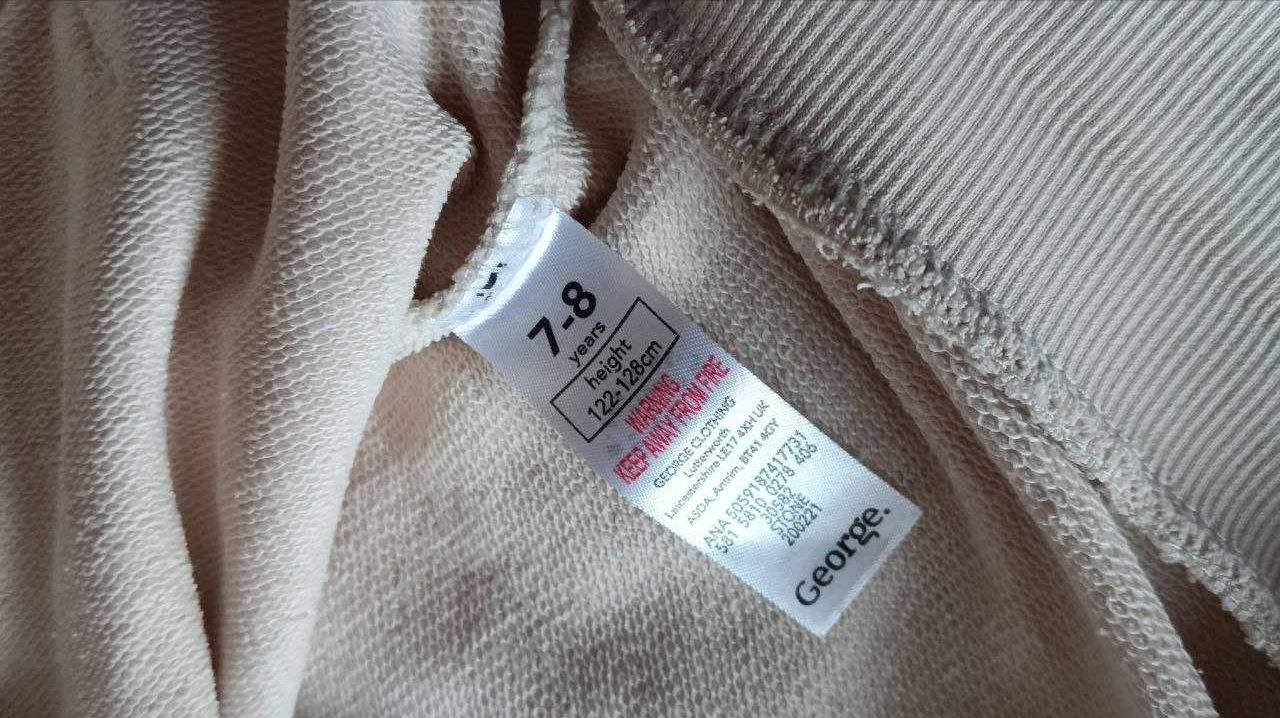 7-8
years
height
122-128cm
WARNING
KEEP AWAY FROM FIRE
GEORGE CLOTHING
Lutterworth
Leicestershire LE17 4XH UK
ASDA, Antrim, BT41 4GY
ANA 5059187417731
581 5810 0278 406
30582
STONE
200221
George.